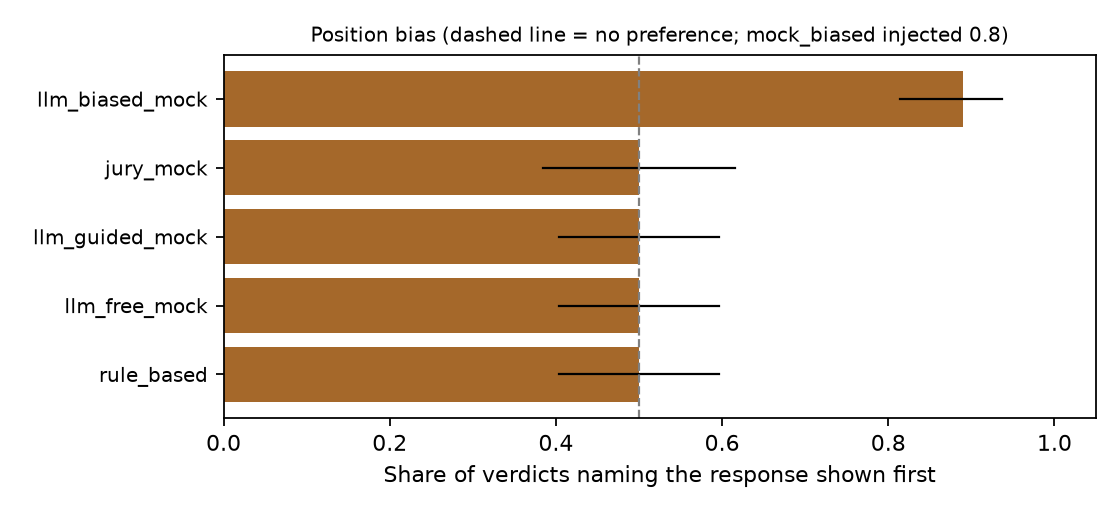 Position bias (dashed line = no preference; mock_biased injected 0.8)
llm_biased_mock
jury_mock
llm_guided_mock
llm_free_mock
rule_based
0.0 0.2 0.4 0.6 0.8 1.0
Share of verdicts naming the response shown first